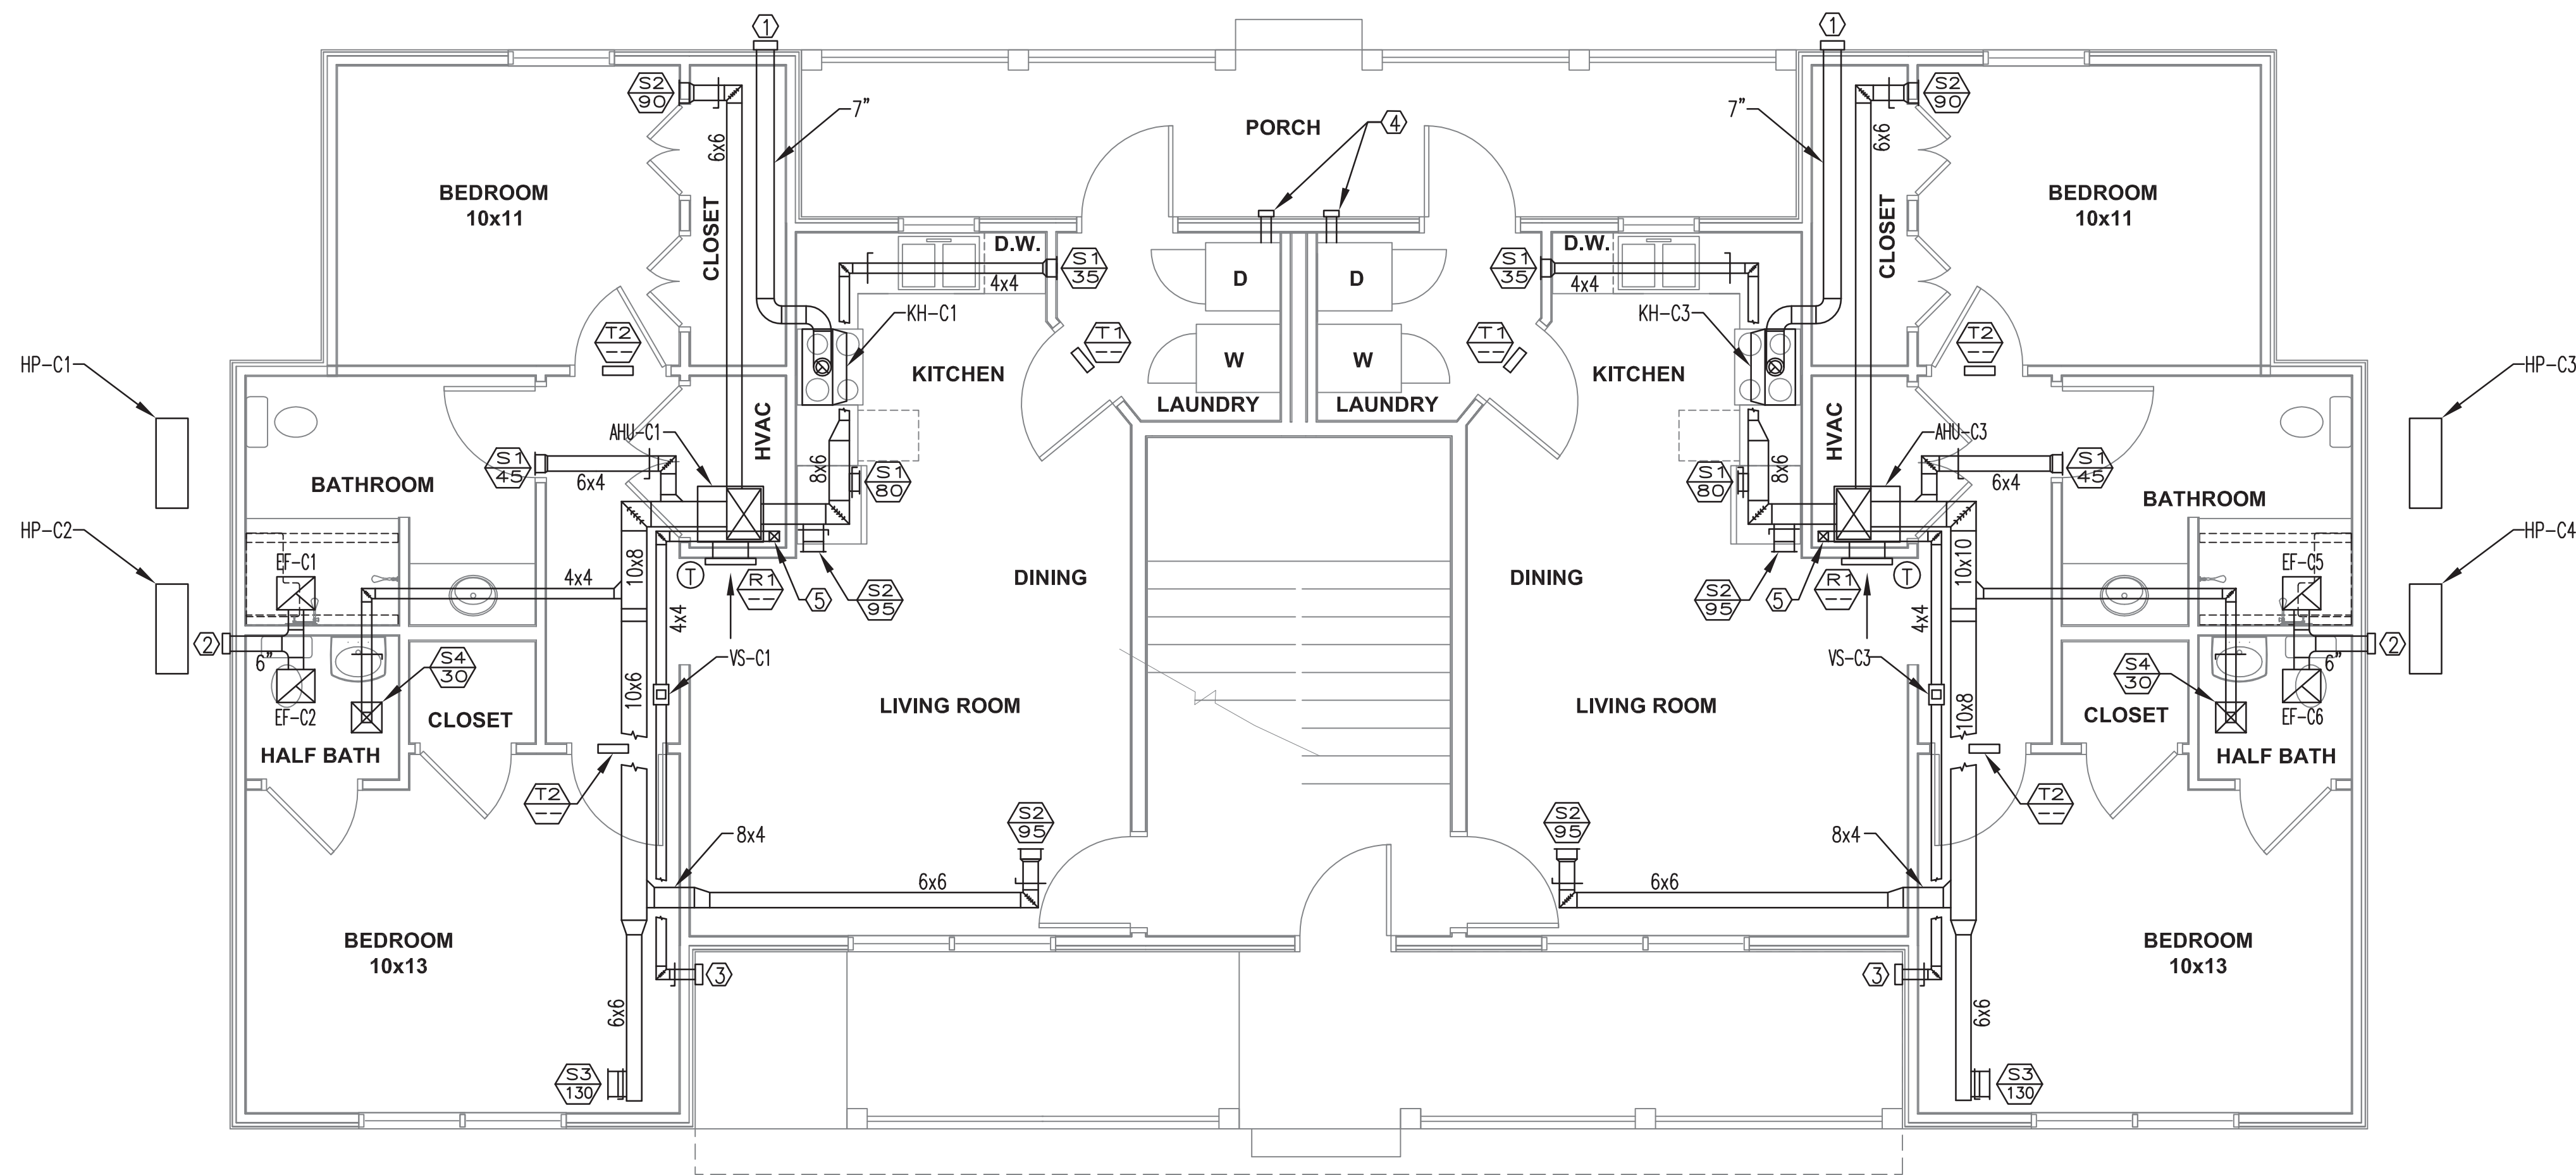 1
1
S2
90
6x6
7"
PORCH
4
7"
6x6
S2
90
BEDROOM
10x11
CLOSET
CLOSET
BEDROOM
10x11
D.W.
S1
35
4x4
D
D
S1
35
D.W.
4x4
KH-C1
T1
--
W
W
T1
--
KH-C3
HP-C1
T2
--
KITCHEN
LAUNDRY
LAUNDRY
KITCHEN
T2
--
HP-C3
AHU-C1
HVAC
HVAC
AHU-C3
S1
45
6x4
8x6
S1
80
S1
80
8x6
6x4
S1
45
BATHROOM
BATHROOM
HP-C2
HP-C4
EF-C1
4x4
10x8
T
R1
--
5
S2
95
DINING
DINING
S2
95
5
R1
--
T
10x10
EF-C5
4x4
4x4
2
6"
S4
30
VS-C1
VS-C3
S4
30
6"
2
EF-C2
10x6
10x8
EF-C6
CLOSET
LIVING ROOM
LIVING ROOM
CLOSET
HALF BATH
HALF BATH
T2
--
T2
--
8x4
S2
95
S2
95
8x4
6x6
6x6
BEDROOM
10x13
BEDROOM
10x13
3
3
6x6
6x6
S3
130
S3
130